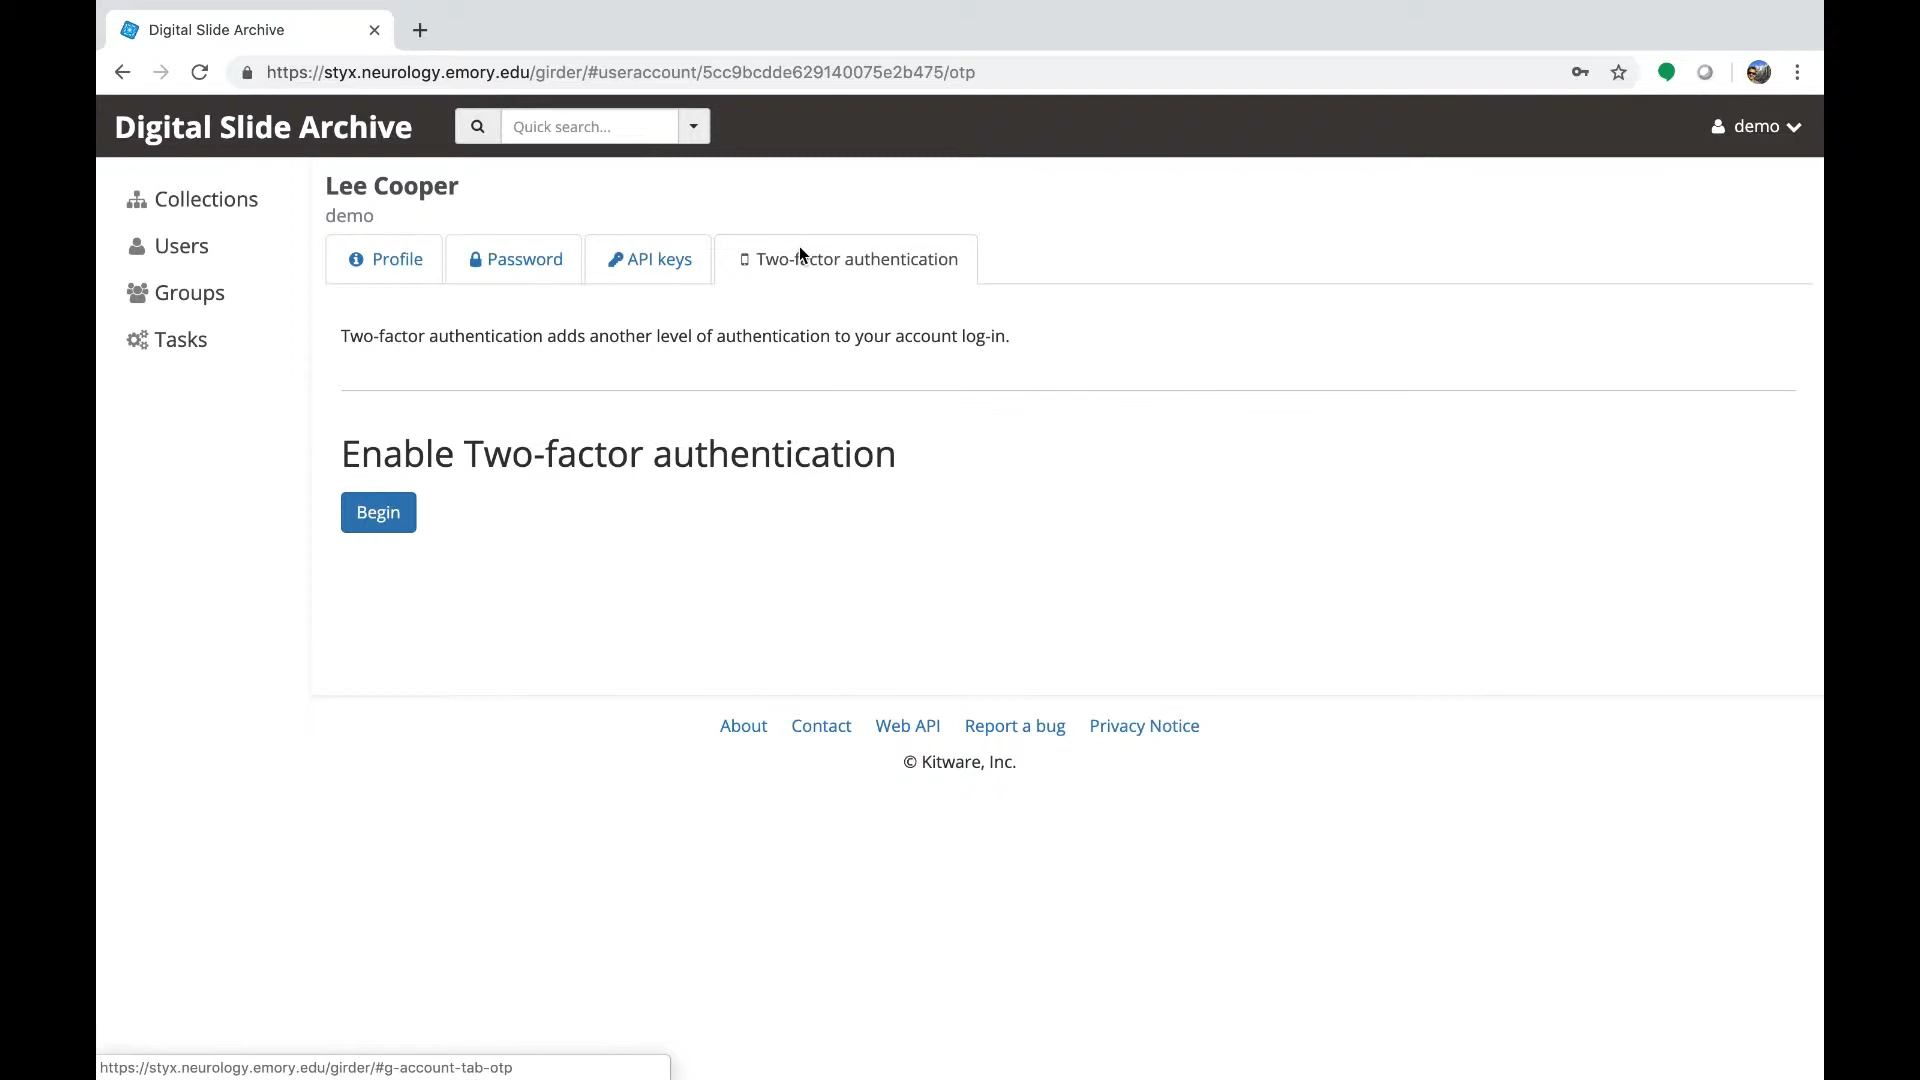 Digital Slide Archive
https://styx.neurology.emory.edu/girder/#useraccount/5cc9bcdde629140075e2b475/otp
Digital Slide Archive
Quick search...
demo
Collections
Users
Groups
Tasks
Lee Cooper
demo
Profile
Password
API keys
Two-factor authentication
Two-factor authentication adds another level of authentication to your account log-in.
Enable Two-factor authentication
Begin
About Contact Web API Report a bug Privacy Notice
© Kitware, Inc.
https://styx.neurology.emory.edu/girder/#g-account-tab-otp